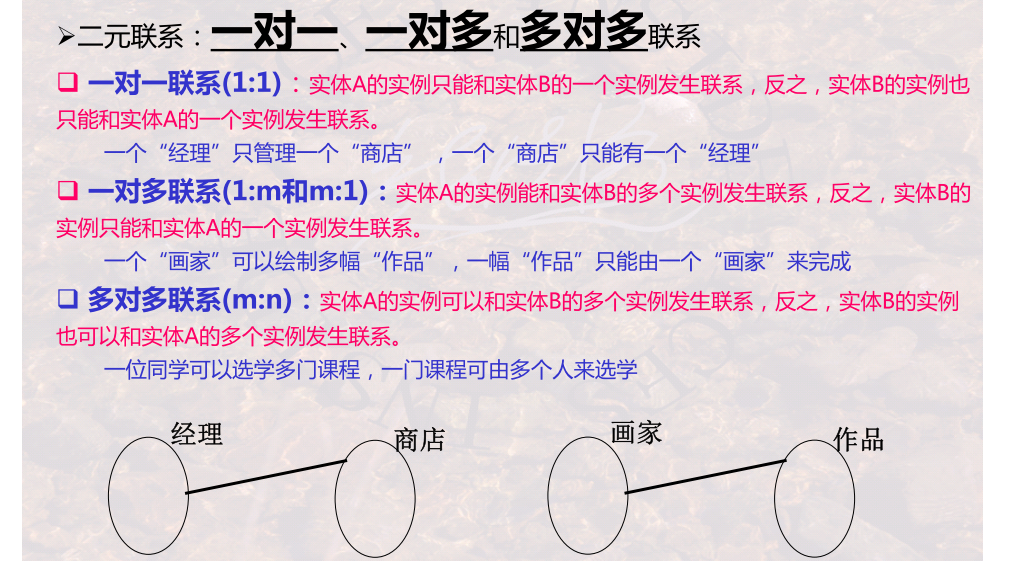 ➢二元联系：一对一、一对多和多对多联系
❑ 一对一联系(1:1)：实体A的实例只能和实体B的一个实例发生联系，反之，实体B的实例也
只能和实体A的一个实例发生联系。
一个“经理”只管理一个“商店” ，一个“商店”只能有一个“经理”
❑ 一对多联系(1:m和m:1)：实体A的实例能和实体B的多个实例发生联系，反之，实体B的
实例只能和实体A的一个实例发生联系。
一个“画家”可以绘制多幅“作品”，一幅“作品”只能由一个“画家”来完成
❑ 多对多联系(m:n)：实体A的实例可以和实体B的多个实例发生联系，反之，实体B的实例
也可以和实体A的多个实例发生联系。
一位同学可以选学多门课程，一门课程可由多个人来选学
经理
商店
画家
作品